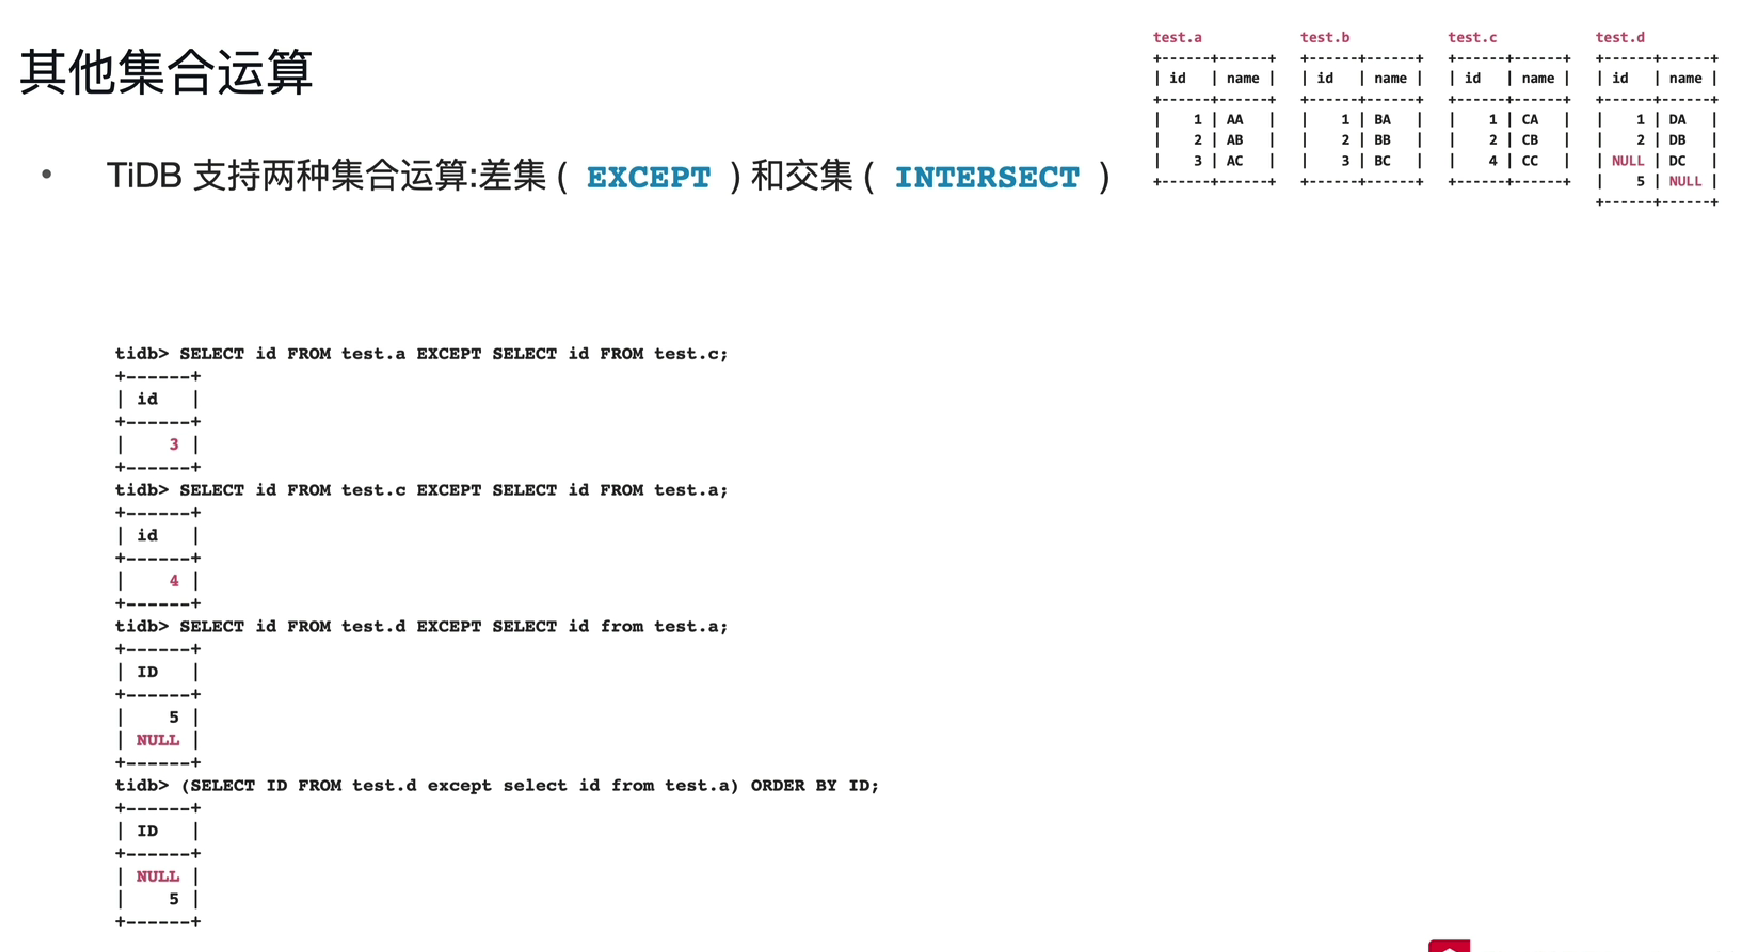 其他集合运算
• TiDB 支持两种集合运算:差集 ( EXCEPT ) 和交集 ( INTERSECT )
test.a
+------+------+
| id | name |
+------+------+
| 1 | AA |
| 2 | AB |
| 3 | AC |
+------+------+
test.b
+------+------+
| id | name |
+------+------+
| 1 | BA |
| 2 | BB |
| 3 | BC |
+------+------+
test.c
+------+------+
| id | name |
+------+------+
| 1 | CA |
| 2 | CB |
| 4 | CC |
+------+------+
test.d
+------+------+
| id | name |
+------+------+
| 1 | DA |
| 2 | DB |
| NULL | DC |
| 5 | NULL |
+------+------+
tidb> SELECT id FROM test.a EXCEPT SELECT id FROM test.c;
+------+
| id |
+------+
| 3 |
+------+
tidb> SELECT id FROM test.c EXCEPT SELECT id FROM test.a;
+------+
| id |
+------+
| 4 |
+------+
tidb> SELECT id FROM test.d EXCEPT SELECT id from test.a;
+------+
| ID |
+------+
| 5 |
| NULL |
+------+
tidb> (SELECT ID FROM test.d except select id from test.a) ORDER BY ID;
+------+
| ID |
+------+
| NULL |
| 5 |
+------+